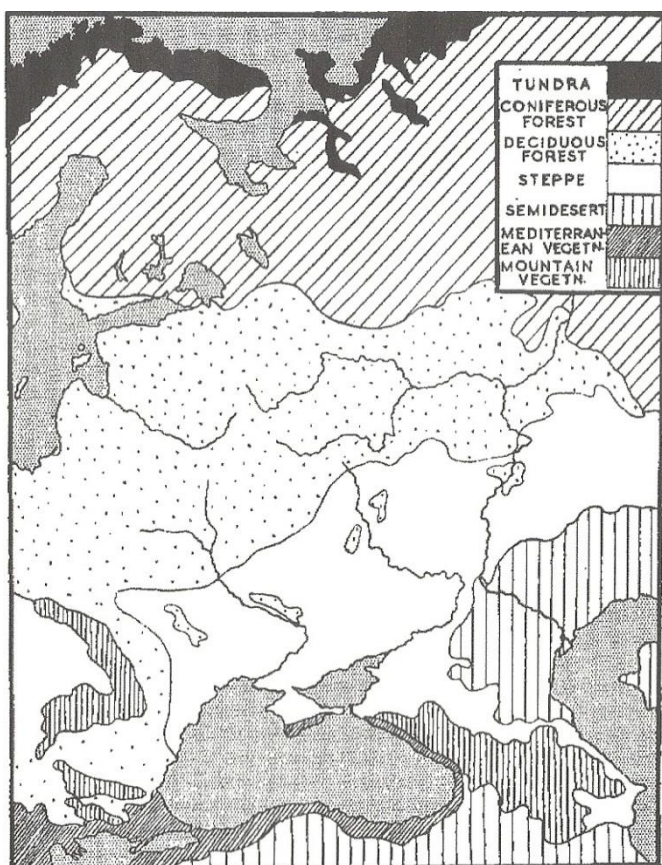 TUNDRA
CONIFEROUS
FOREST
DECIDUOUS
FOREST
STEPPE
SEMIDESERT
MEDITERRAN-
EAN VEGETN.
MOUNTAIN
VEGETN.